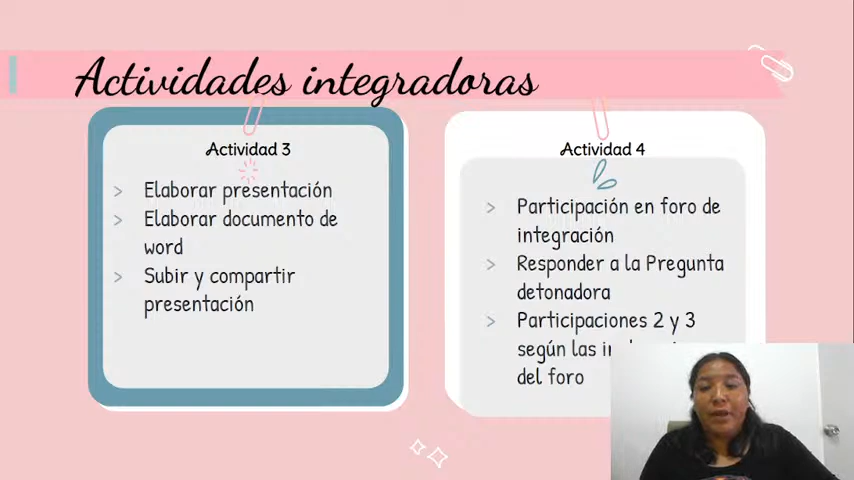 Actividades integradoras
Actividad 3
> Elaborar presentación
> Elaborar documento de
word
> Subir y compartir
presentación
Actividad 4
> Participación en foro de
integración
> Responder a la Pregunta
detonadora
> Participaciones 2 y 3
según las
del foro